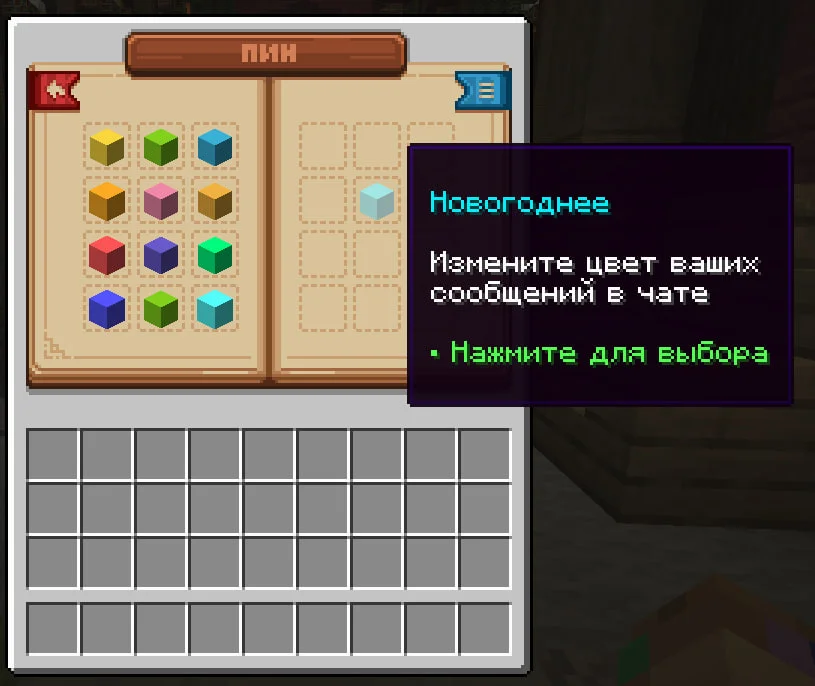 ПИН
Новогоднее
Измените цвет ваших
сообщений в чате
• Нажмите для выбора